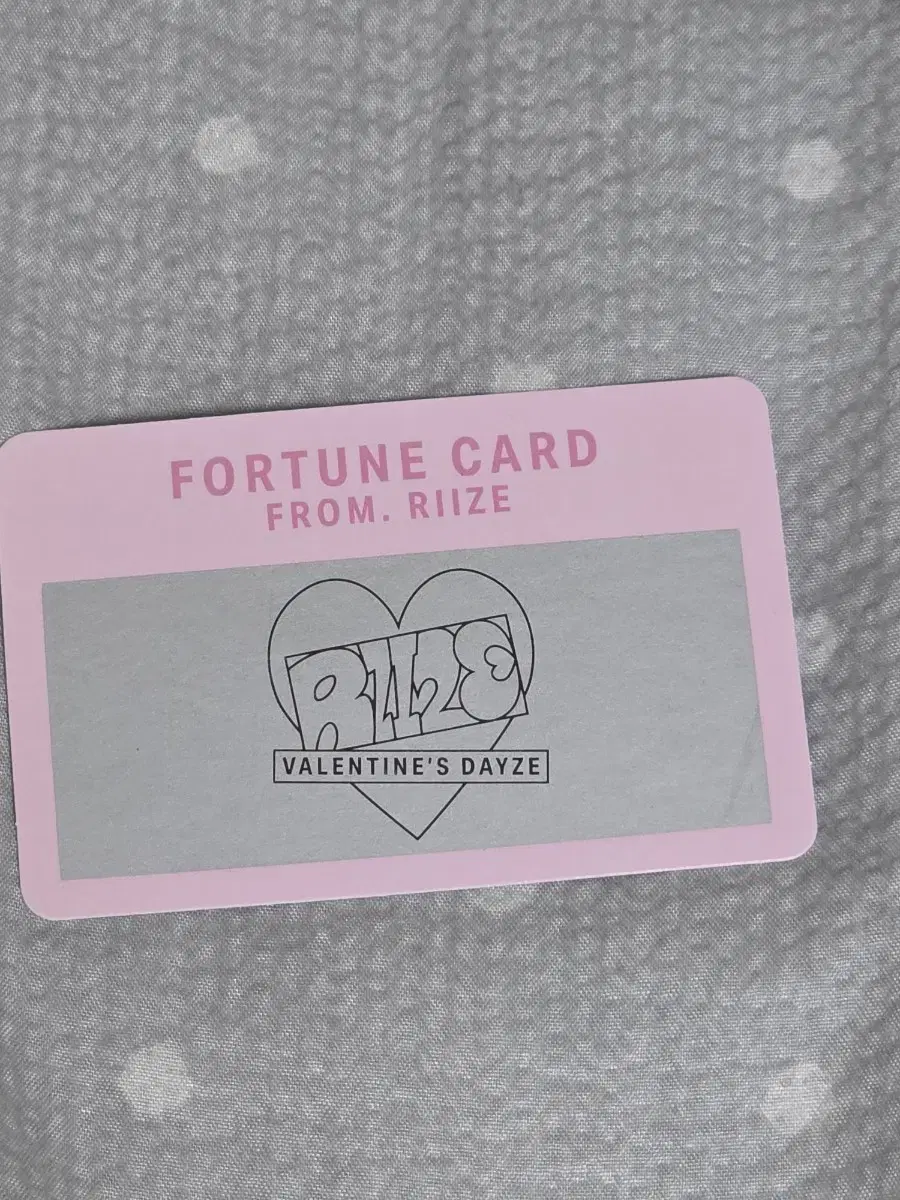 FORTUNE CARD
FROM. RIIZE
RIIZE
VALENTINE'S DAYZE